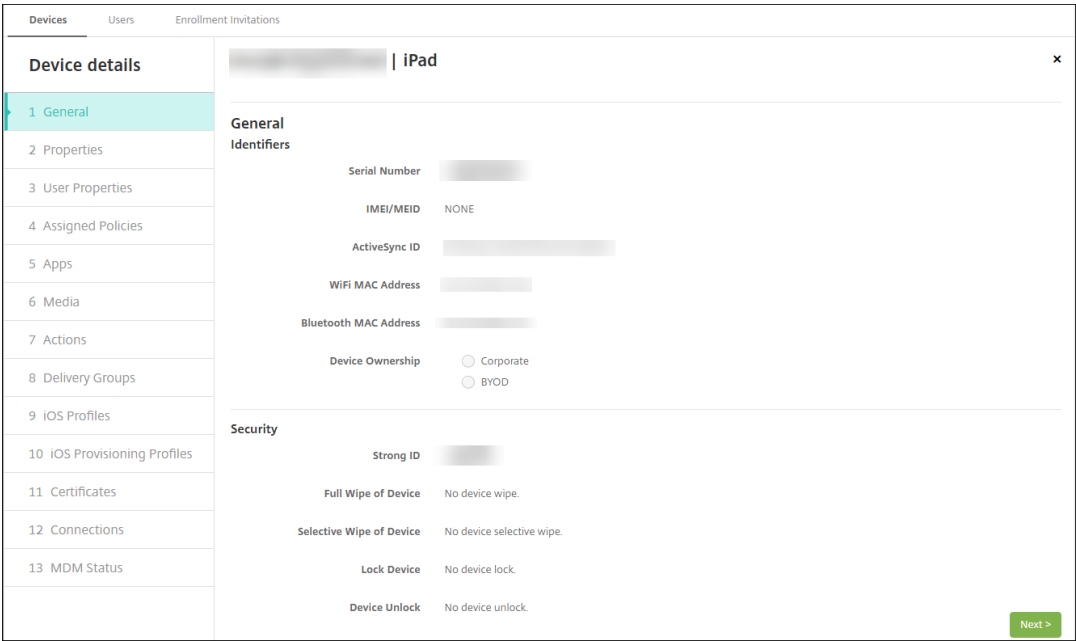 Devices Users Enrollment Invitations
Device details
| iPad
×
1 General
2 Properties
3 User Properties
4 Assigned Policies
5 Apps
6 Media
7 Actions
8 Delivery Groups
9 iOS Profiles
10 iOS Provisioning Profiles
11 Certificates
12 Connections
13 MDM Status
General
Identifiers
Serial Number
IMEI/MEID NONE
ActiveSync ID
WiFi MAC Address
Bluetooth MAC Address
Device Ownership Corporate
BYOD
Security
Strong ID
Full Wipe of Device No device wipe.
Selective Wipe of Device No device selective wipe.
Lock Device No device lock.
Device Unlock No device unlock.
Next >